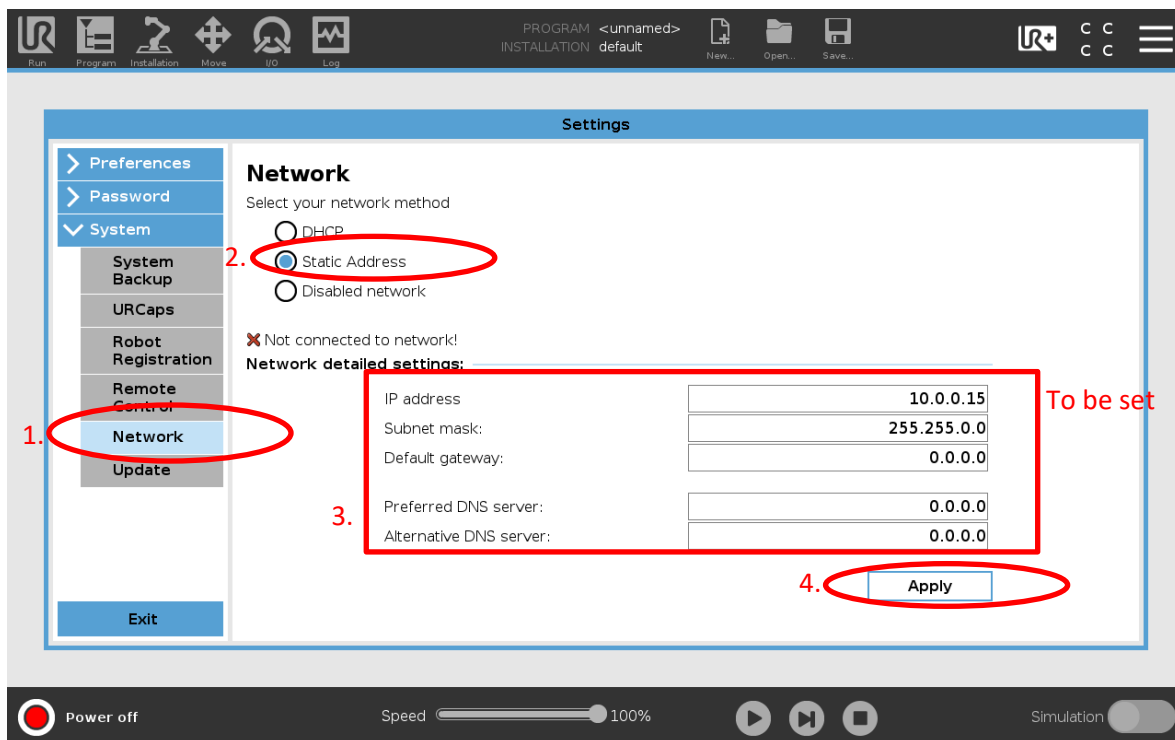 PROGRAM <unnamed>
INSTALLATION default
UR
Run
Program
Installation
Move
I/O
Log
New...
Open...
Save...
UR+
C C
C C
Settings
Preferences
Password
System
System
Backup
URCaps
Robot
Registration
Remote
Control
1.
Network
Update
Exit
Network
Select your network method
DHCP
2.
Static Address
Disabled network
Not connected to network!
Network detailed settings:
IP address 10.0.0.15
To be set
Subnet mask: 255.255.0.0
Default gateway: 0.0.0.0
3.
Preferred DNS server: 0.0.0.0
Alternative DNS server: 0.0.0.0
4.
Apply
Power off
Speed 100%
Simulation